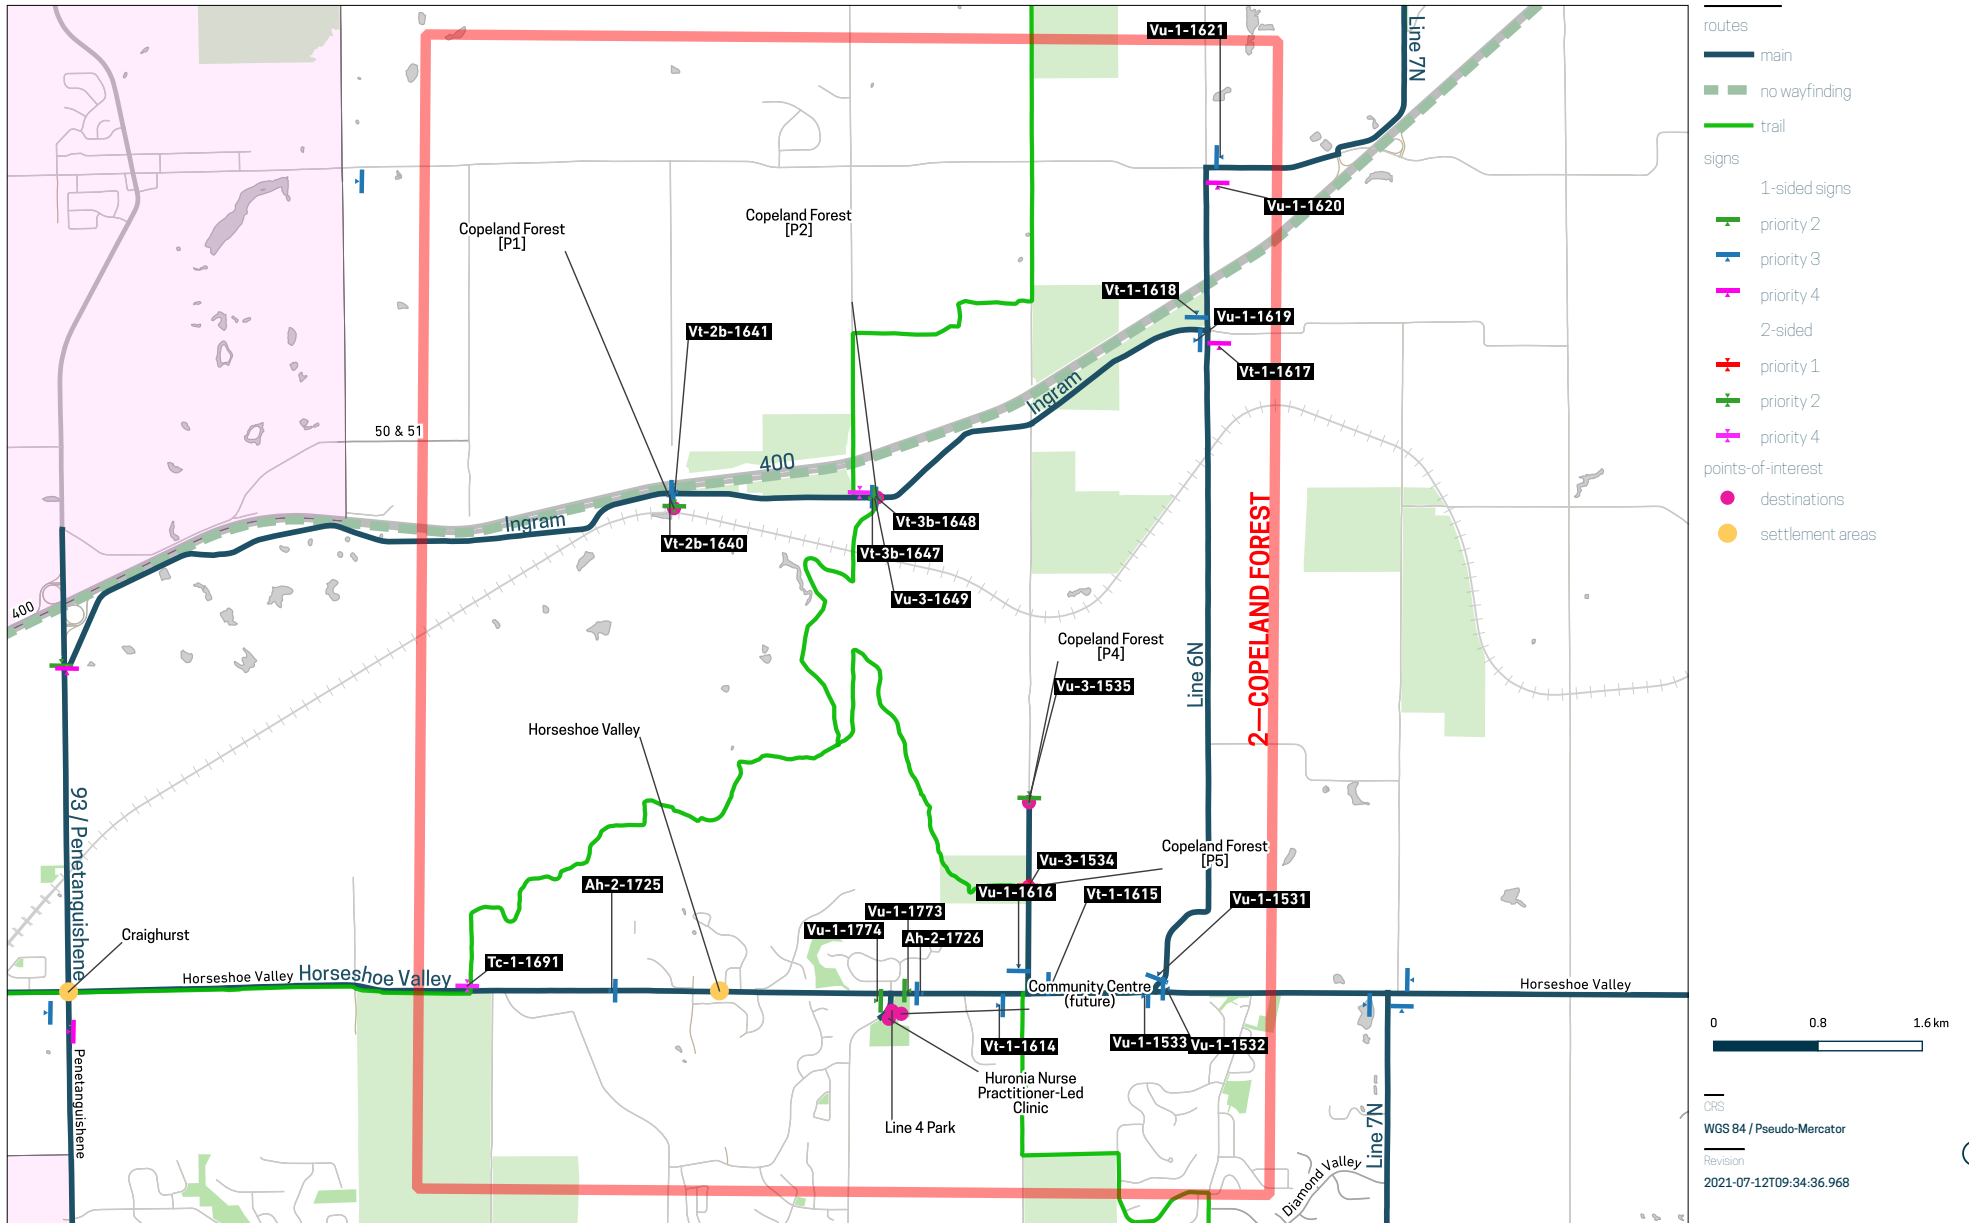 Vu-1-1621
Line 7N
Vu-1-1620
Copeland Forest
[P1]
Copeland Forest
[P2]
Vt-1-1618
Vu-1-1619
Vt-2b-1641
Vt-1-1617
Ingram
50 & 51
400
Ingram
Vt-3b-1648
Vt-2b-1640
Vt-3b-1647
Vu-3-1649
400
2—COPELAND FOREST
Line 6N
Copeland Forest
[P4]
Vu-3-1535
Horseshoe Valley
93 / Penetanguishene
Copeland Forest
[P5]
Vu-3-1534
Ah-2-1725
Vu-1-1616
Vt-1-1615
Vu-1-1531
Vu-1-1773
Vu-1-1774
Ah-2-1726
Craighurst
Tc-1-1691
Horseshoe Valley
Horseshoe Valley
Community Centre
(future)
Horseshoe Valley
Vt-1-1614
Vu-1-1533
Vu-1-1532
Penetanguishene
Huronia Nurse
Practitioner-Led
Clinic
Line 4 Park
Line 7N
Diamond Valley
routes
main
no wayfinding
trail
signs
1-sided signs
priority 2
priority 3
priority 4
2-sided
priority 1
priority 2
priority 4
points-of-interest
destinations
settlement areas
0
0.8
1.6 km
CRS
WGS 84 / Pseudo-Mercator
Revision
2021-07-12T09:34:36.968